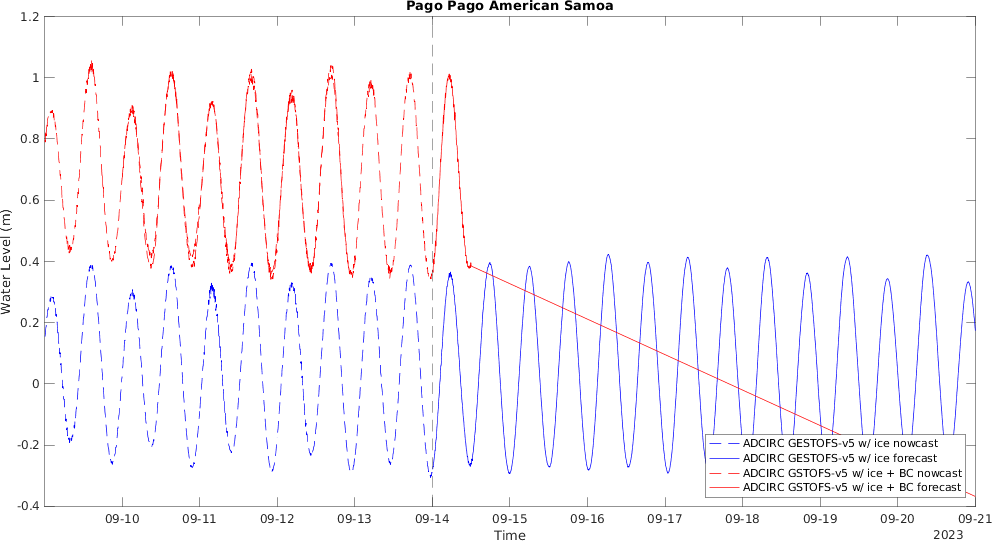 Pago Pago American Samoa
1.2
1
0.8
0.6
0.4
0.2
0
-0.2
-0.4
Water Level (m)
ADCIRC GESTOFS-v5 w/ ice nowcast
ADCIRC GESTOFS-v5 w/ ice forecast
ADCIRC GSTOFS-v5 w/ ice + BC nowcast
ADCIRC GSTOFS-v5 w/ ice + BC forecast
09-10 09-11 09-12 09-13 09-14 09-15 09-16 09-17 09-18 09-19 09-20 09-21
Time
2023